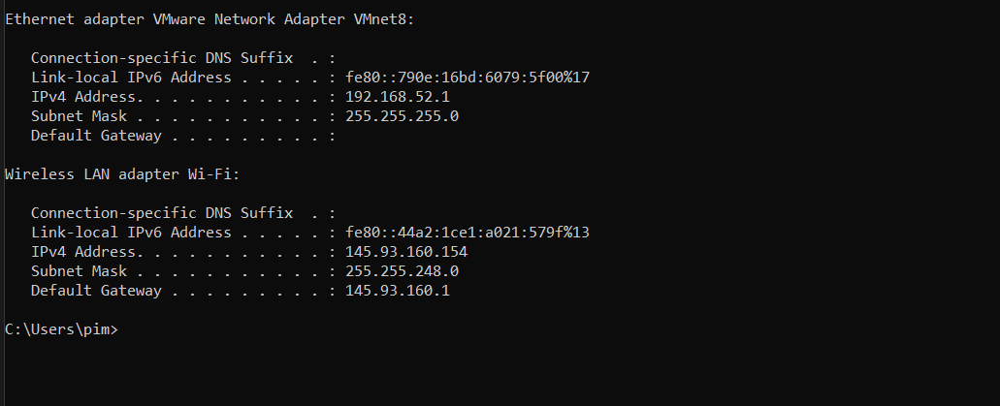 Ethernet adapter VMware Network Adapter VMnet8:
Connection-specific DNS Suffix  . :
Link-local IPv6 Address . . . . . : fe80::790e:16bd:6079:5f00%17
IPv4 Address. . . . . . . . . . . : 192.168.52.1
Subnet Mask . . . . . . . . . . . : 255.255.255.0
Default Gateway . . . . . . . . . :
Wireless LAN adapter Wi-Fi:
Connection-specific DNS Suffix  . :
Link-local IPv6 Address . . . . . : fe80::44a2:1ce1:a021:579f%13
IPv4 Address. . . . . . . . . . . : 145.93.160.154
Subnet Mask . . . . . . . . . . . : 255.255.248.0
Default Gateway . . . . . . . . . : 145.93.160.1
C:\Users\pim>